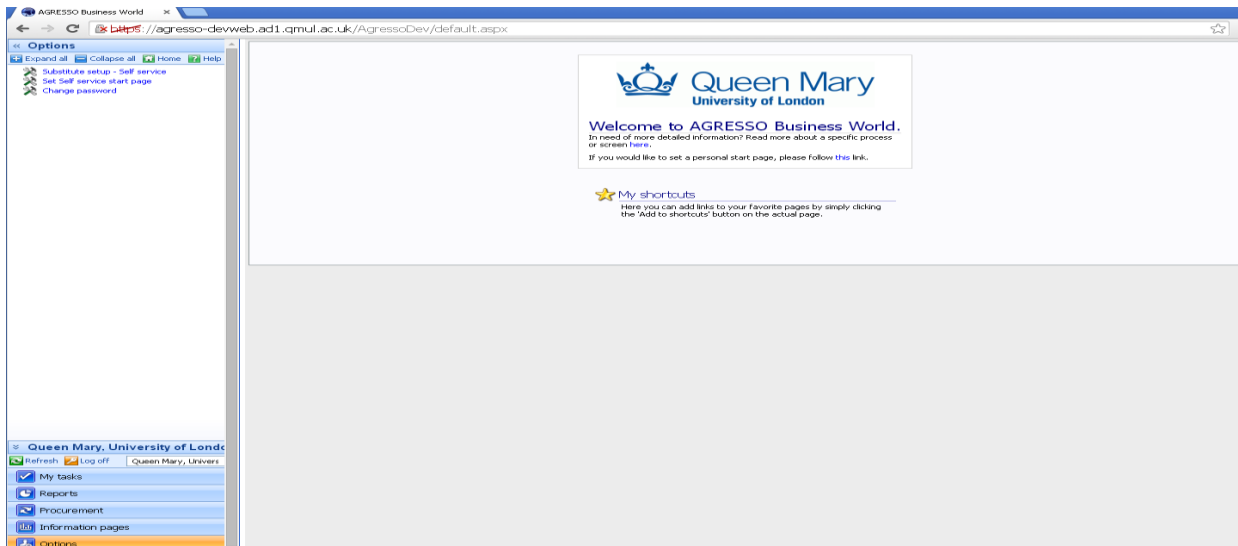 AGRESSO Business World ×
https://agresso-devweb.ad1.qmul.ac.uk/AgressoDev/default.aspx
« Options
Expand all Collapse all Home Help
Substitute setup - Self service
Set Self service start page
Change password
Queen Mary
University of London
Welcome to AGRESSO Business World.
In need of more detailed information? Read more about a specific process
or screen here.
If you would like to set a personal start page, please follow this link.
My shortcuts
Here you can add links to your favorite pages by simply clicking
the 'Add to shortcuts' button on the actual page.
Queen Mary, University of Londo
Refresh Log off Queen Mary, Univers
My tasks
Reports
Procurement
Information pages
Options